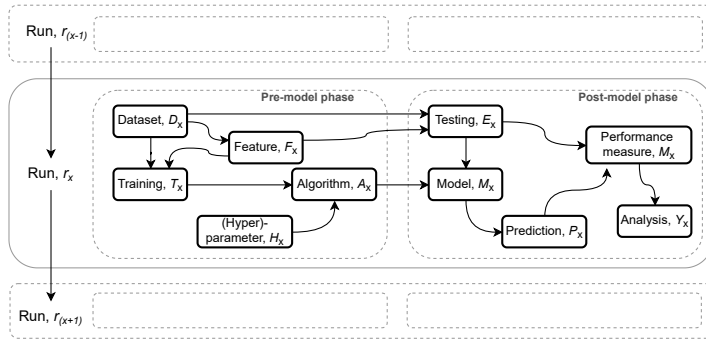 Run, r(x-1)
Pre-model phase
Post-model phase
Dataset, Dx
Testing, Ex
Feature, Fx
Performance
measure, Mx
Run, rx
Training, Tx
Algorithm, Ax
Model, Mx
(Hyper)-
parameter, Hx
Prediction, Px
Analysis, Yx
Run, r(x+1)